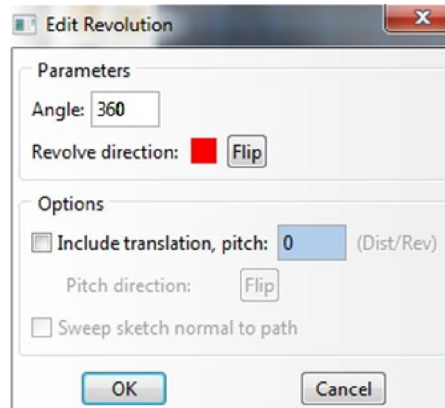 Edit Revolution
Parameters
Angle: 360
Revolve direction: Flip
Options
Include translation, pitch: 0 (Dist/Rev)
Pitch direction: Flip
Sweep sketch normal to path
OK Cancel